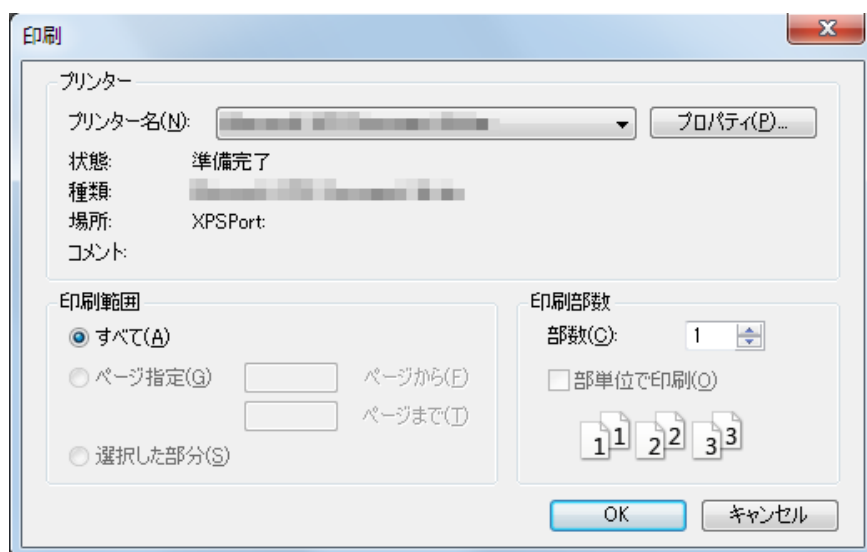 印刷
プリンター
プリンター名(N):
プロパティ(P)...
状態: 準備完了
種類:
場所: XPSPort:
コメント:
印刷範囲
すべて(A)
ページ指定(G) ページから(F)
ページまで(T)
選択した部分(S)
印刷部数
部数(C): 1
部単位で印刷(O)
1 1 2 2 3 3
OK キャンセル